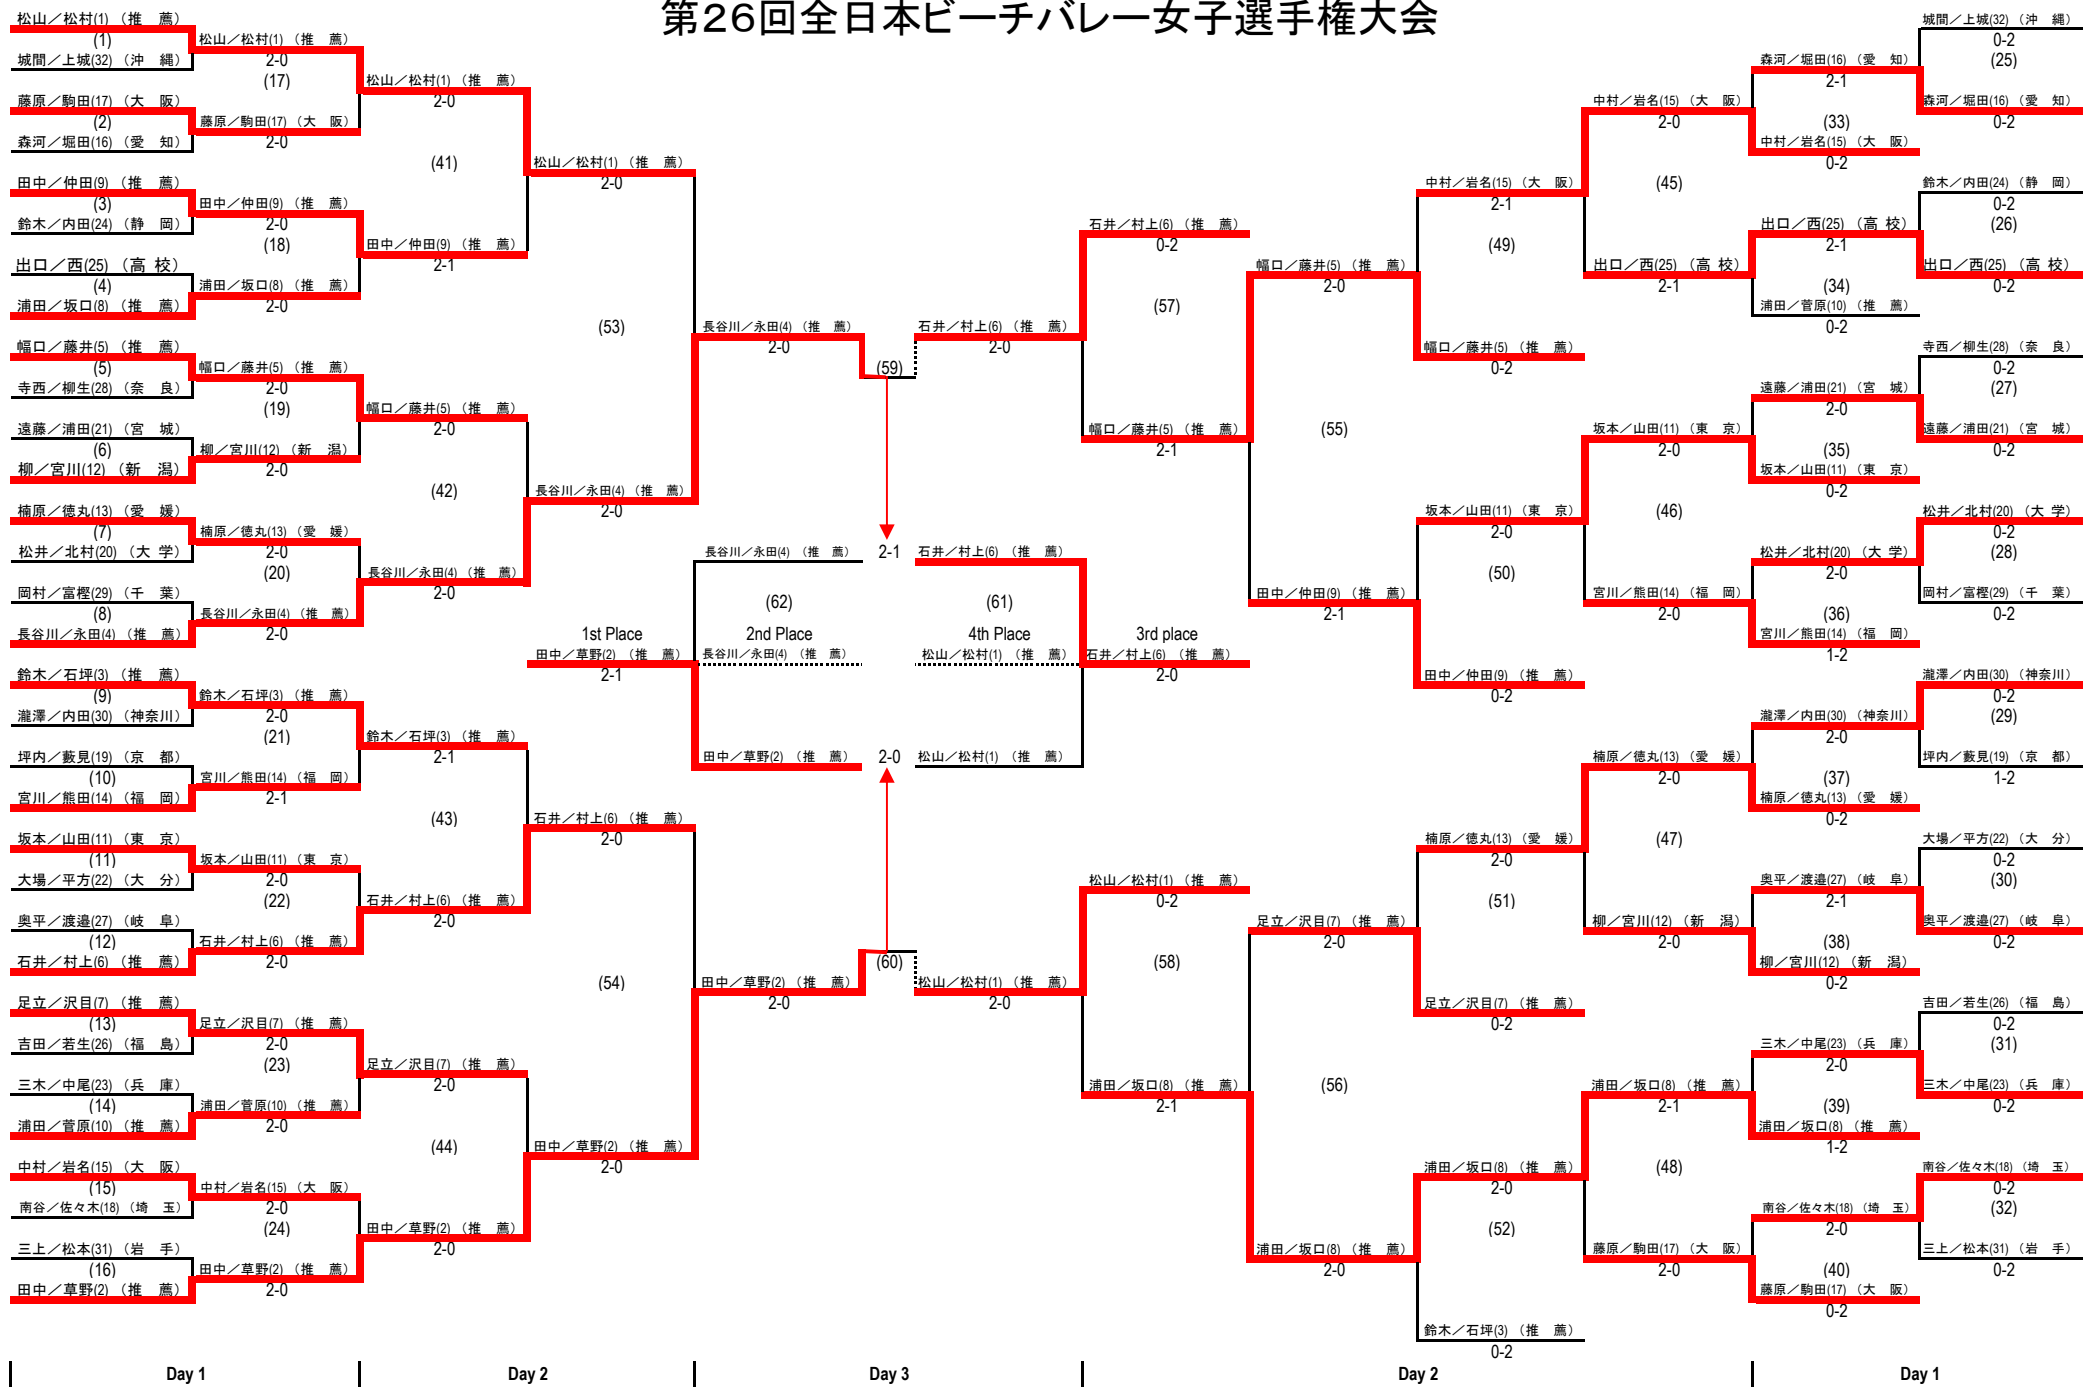 第26回全日本ビーチバレー女子選手権大会
松山／松村(1) （推　薦）
(1)
城間／上城(32) （沖　縄）
藤原／駒田(17) （大　阪）
(2)
森河／堀田(16) （愛　知）
田中／仲田(9) （推　薦）
(3)
鈴木／内田(24) （静　岡）
出口／西(25) （高 校）
(4)
浦田／坂口(8) （推　薦）
幅口／藤井(5) （推　薦）
(5)
寺西／柳生(28) （奈　良）
遠藤／浦田(21) （宮　城）
(6)
柳／宮川(12) （新　潟）
楠原／徳丸(13) （愛　媛）
(7)
松井／北村(20) （大 学）
岡村／富樫(29) （千　葉）
(8)
長谷川／永田(4) （推　薦）
鈴木／石坪(3) （推　薦）
(9)
瀧澤／内田(30) （神奈川）
坪内／藪見(19) （京　都）
(10)
宮川／熊田(14) （福　岡）
坂本／山田(11) （東　京）
(11)
大場／平方(22) （大　分）
奥平／渡邉(27) （岐　阜）
(12)
石井／村上(6) （推　薦）
足立／沢目(7) （推　薦）
(13)
吉田／若生(26) （福　島）
三木／中尾(23) （兵　庫）
(14)
浦田／菅原(10) （推　薦）
中村／岩名(15) （大　阪）
(15)
南谷／佐々木(18) （埼　玉）
三上／松本(31) （岩　手）
(16)
田中／草野(2) （推　薦）
松山／松村(1) （推　薦）
2-0
(17)
藤原／駒田(17) （大　阪）
2-0
田中／仲田(9) （推　薦）
2-0
(18)
浦田／坂口(8) （推　薦）
2-0
幅口／藤井(5) （推　薦）
2-0
(19)
柳／宮川(12) （新　潟）
2-0
楠原／徳丸(13) （愛　媛）
2-0
(20)
長谷川／永田(4) （推　薦）
2-0
鈴木／石坪(3) （推　薦）
2-0
(21)
宮川／熊田(14) （福　岡）
2-1
坂本／山田(11) （東　京）
2-0
(22)
石井／村上(6) （推　薦）
2-0
足立／沢目(7) （推　薦）
2-0
(23)
浦田／菅原(10) （推　薦）
2-0
中村／岩名(15) （大　阪）
2-0
(24)
田中／草野(2) （推　薦）
2-0
松山／松村(1) （推　薦）
2-0
(41)
田中／仲田(9) （推　薦）
2-1
幅口／藤井(5) （推　薦）
2-0
(42)
長谷川／永田(4) （推　薦）
2-0
鈴木／石坪(3) （推　薦）
2-1
(43)
石井／村上(6) （推　薦）
2-0
足立／沢目(7) （推　薦）
2-0
(44)
田中／草野(2) （推　薦）
2-0
松山／松村(1) （推　薦）
2-0
(53)
長谷川／永田(4) （推　薦）
2-0
1st Place
田中／草野(2) （推　薦）
2-1
石井／村上(6) （推　薦）
2-0
(54)
田中／草野(2) （推　薦）
2-0
長谷川／永田(4) （推　薦）
2-0
(59)
長谷川／永田(4) （推　薦）
2-1
(62)
2nd Place
長谷川／永田(4) （推　薦）
田中／草野(2) （推　薦）
2-0
田中／草野(2) （推　薦）
2-0
(60)
石井／村上(6) （推　薦）
2-0
石井／村上(6) （推　薦）
(61)
4th Place
松山／松村(1) （推　薦）
松山／松村(1) （推　薦）
松山／松村(1) （推　薦）
2-0
石井／村上(6) （推　薦）
0-2
(57)
幅口／藤井(5) （推　薦）
2-1
3rd place
石井／村上(6) （推　薦）
2-0
松山／松村(1) （推　薦）
0-2
(58)
浦田／坂口(8) （推　薦）
2-1
幅口／藤井(5) （推　薦）
2-0
(55)
田中／仲田(9) （推　薦）
2-1
足立／沢目(7) （推　薦）
2-0
(56)
浦田／坂口(8) （推　薦）
2-0
中村／岩名(15) （大　阪）
2-1
(49)
幅口／藤井(5) （推　薦）
0-2
坂本／山田(11) （東　京）
2-0
(50)
田中／仲田(9) （推　薦）
0-2
楠原／徳丸(13) （愛　媛）
2-0
(51)
足立／沢目(7) （推　薦）
0-2
浦田／坂口(8) （推　薦）
2-0
(52)
鈴木／石坪(3) （推　薦）
0-2
中村／岩名(15) （大　阪）
2-0
(45)
出口／西(25) （高 校）
2-1
坂本／山田(11) （東　京）
2-0
(46)
宮川／熊田(14) （福　岡）
2-0
楠原／徳丸(13) （愛　媛）
2-0
(47)
柳／宮川(12) （新　潟）
2-0
浦田／坂口(8) （推　薦）
2-1
(48)
藤原／駒田(17) （大　阪）
2-0
森河／堀田(16) （愛　知）
2-1
(33)
中村／岩名(15) （大　阪）
0-2
出口／西(25) （高 校）
2-1
(34)
浦田／菅原(10) （推　薦）
0-2
遠藤／浦田(21) （宮　城）
2-0
(35)
坂本／山田(11) （東　京）
0-2
松井／北村(20) （大 学）
2-0
(36)
宮川／熊田(14) （福　岡）
1-2
瀧澤／内田(30) （神奈川）
2-0
(37)
楠原／徳丸(13) （愛　媛）
0-2
奥平／渡邉(27) （岐　阜）
2-1
(38)
柳／宮川(12) （新　潟）
0-2
三木／中尾(23) （兵　庫）
2-0
(39)
浦田／坂口(8) （推　薦）
1-2
南谷／佐々木(18) （埼　玉）
2-0
(40)
藤原／駒田(17) （大　阪）
0-2
城間／上城(32) （沖　縄）
0-2
(25)
森河／堀田(16) （愛　知）
0-2
鈴木／内田(24) （静　岡）
0-2
(26)
出口／西(25) （高 校）
0-2
寺西／柳生(28) （奈　良）
0-2
(27)
遠藤／浦田(21) （宮　城）
0-2
松井／北村(20) （大 学）
0-2
(28)
岡村／富樫(29) （千　葉）
0-2
瀧澤／内田(30) （神奈川）
0-2
(29)
坪内／藪見(19) （京　都）
1-2
大場／平方(22) （大　分）
0-2
(30)
奥平／渡邉(27) （岐　阜）
0-2
吉田／若生(26) （福　島）
0-2
(31)
三木／中尾(23) （兵　庫）
0-2
南谷／佐々木(18) （埼　玉）
0-2
(32)
三上／松本(31) （岩　手）
0-2
Day 1
Day 2
Day 3
Day 2
Day 1